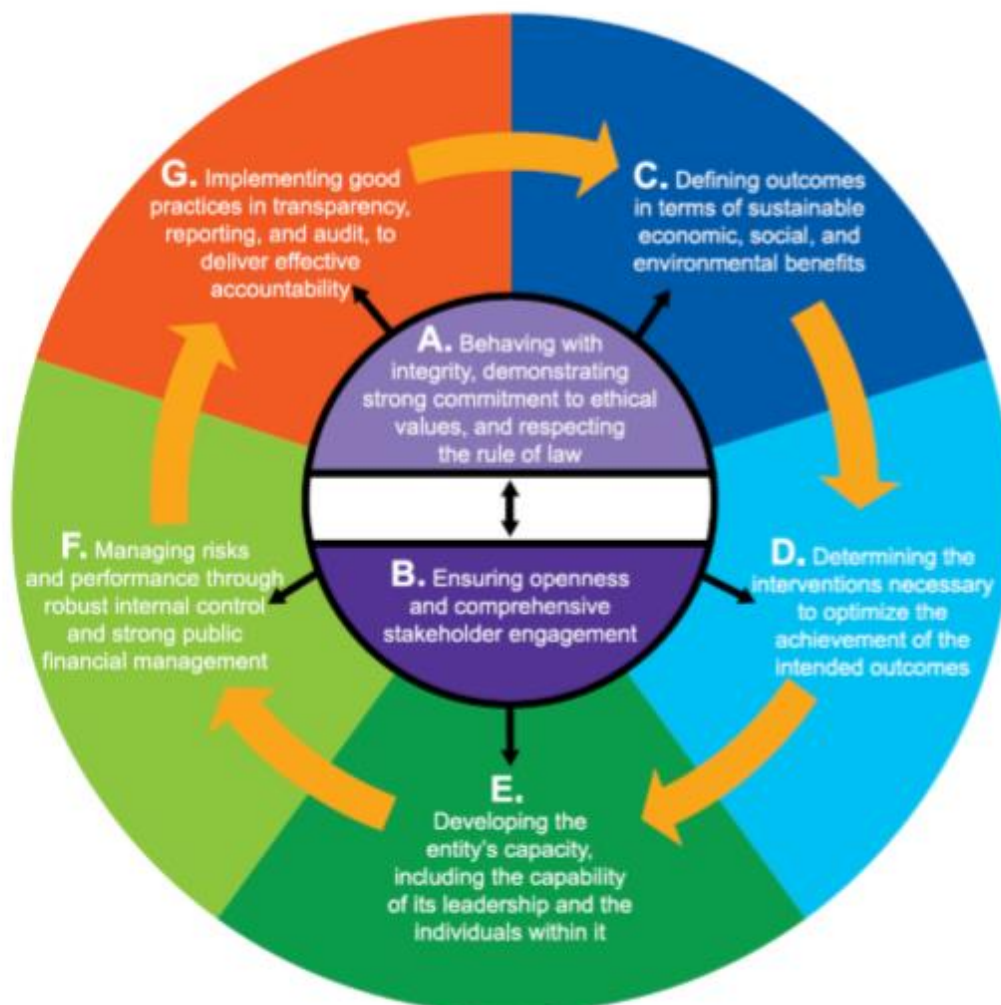 G. Implementing good
practices in transparency,
reporting, and audit, to
deliver effective
accountability
C. Defining outcomes
in terms of sustainable
economic, social, and
environmental benefits
A. Behaving with
integrity, demonstrating
strong commitment to ethical
values, and respecting
the rule of law
F. Managing risks
and performance through
robust internal control
and strong public
financial management
B. Ensuring openness
and comprehensive
stakeholder engagement
D. Determining the
interventions necessary
to optimize the
achievement of the
intended outcomes
E.
Developing the
entity's capacity,
including the capability
of its leadership and the
individuals within it